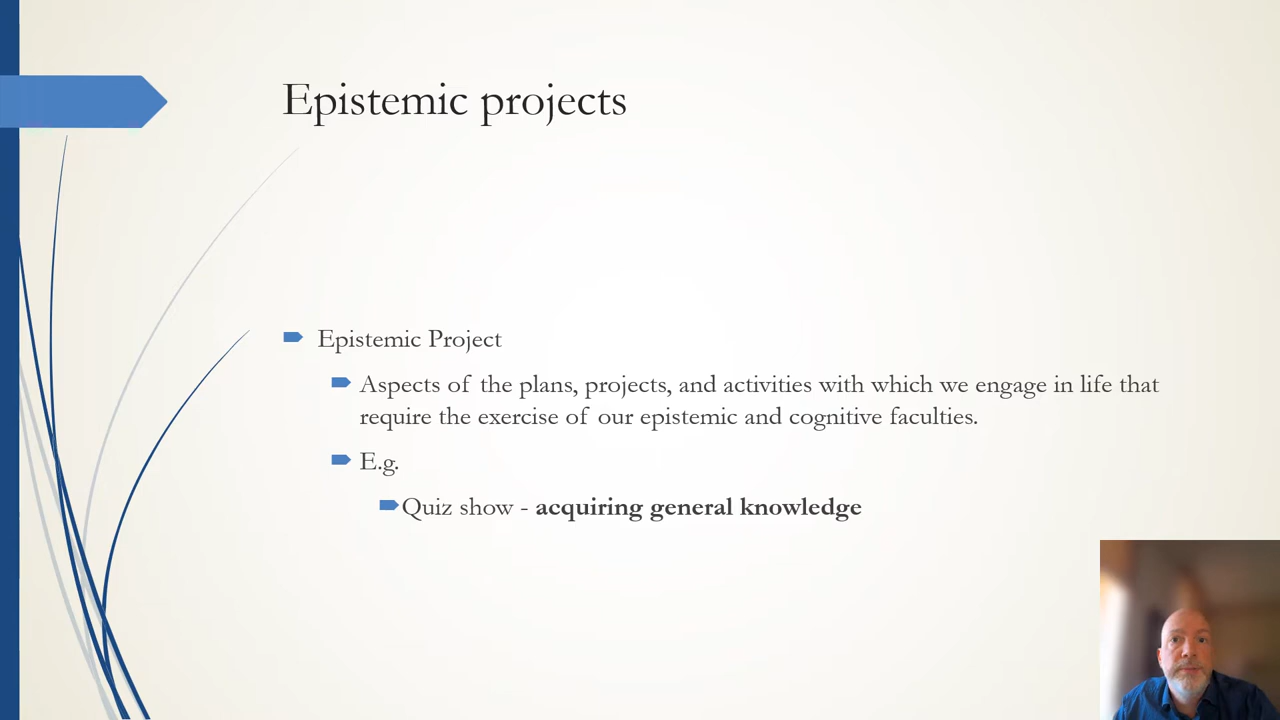 Epistemic projects
Epistemic Project
Aspects of the plans, projects, and activities with which we engage in life that
require the exercise of our epistemic and cognitive faculties.
E.g.
Quiz show - acquiring general knowledge